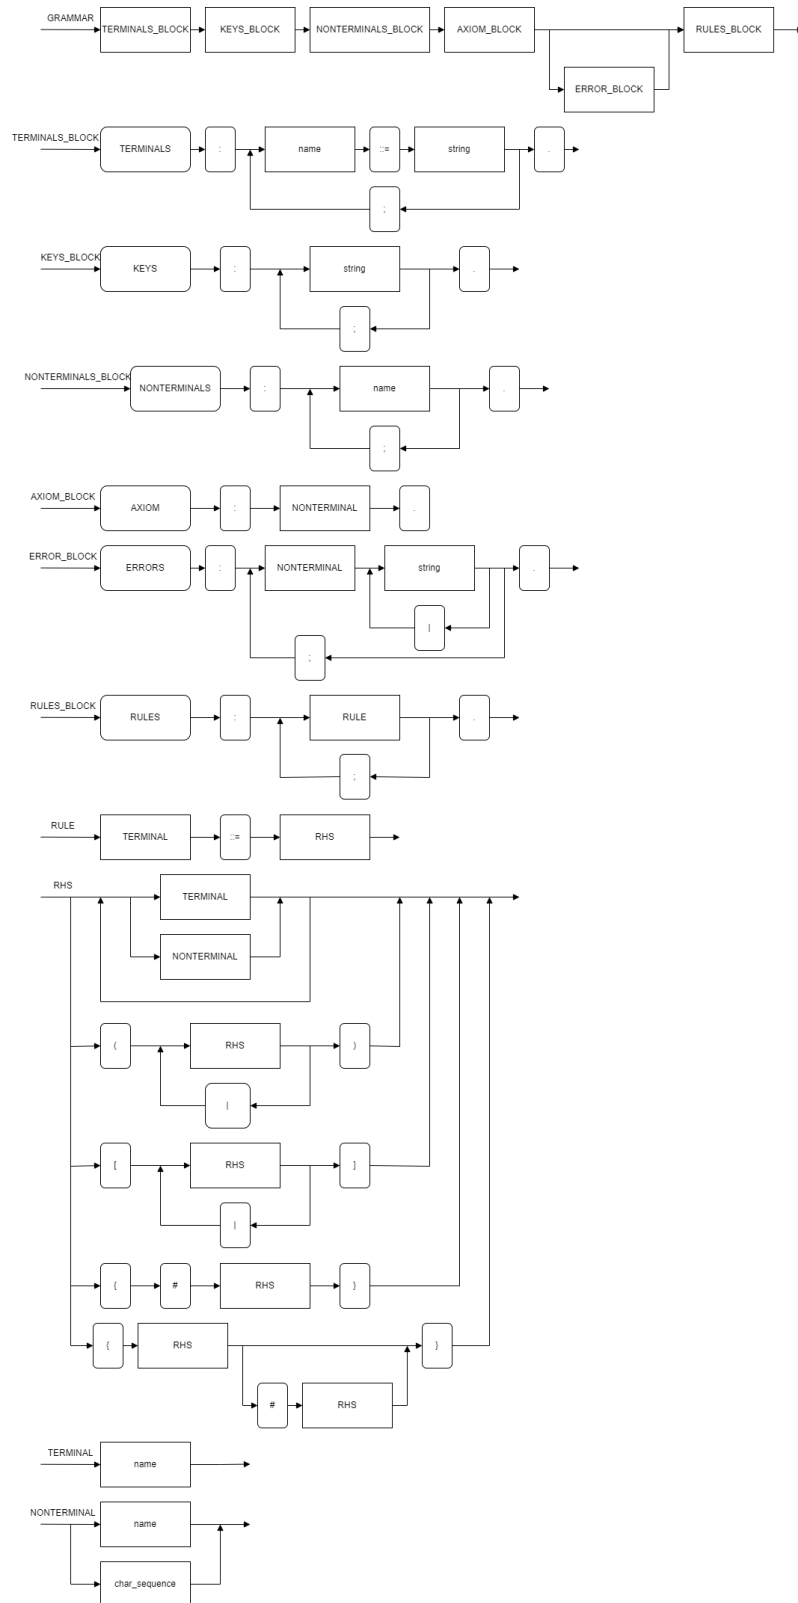 GRAMMAR
TERMINALS_BLOCK KEYS_BLOCK NONTERMINALS_BLOCK AXIOM_BLOCK RULES_BLOCK
ERROR_BLOCK
TERMINALS_BLOCK
TERMINALS : name ::= string .
;
KEYS_BLOCK
KEYS : string .
;
NONTERMINALS_BLOCK
NONTERMINALS : name .
;
AXIOM_BLOCK
AXIOM : NONTERMINAL .
ERROR_BLOCK
ERRORS : NONTERMINAL string .
|
;
RULES_BLOCK
RULES : RULE .
;
RULE
TERMINAL ::= RHS
RHS
TERMINAL
NONTERMINAL
( RHS )
|
[ RHS ]
|
{ # RHS }
{ RHS }
# RHS
TERMINAL
name
NONTERMINAL
name
char_sequence